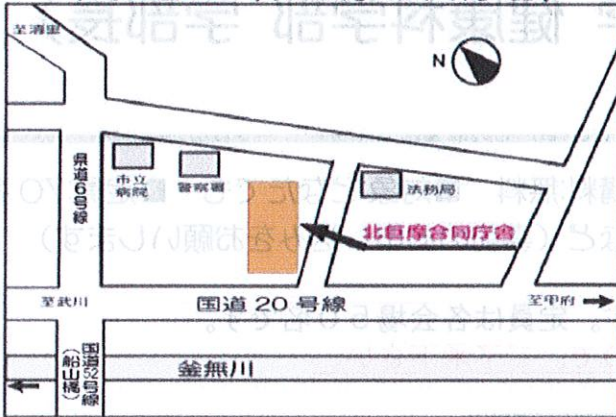 至清里
N
県道6号線
市立
病院
警察署
法務局
北巨摩合同庁舎
至武川
国道20号線
至甲府
国道52号線
(船山橋)
釜無川